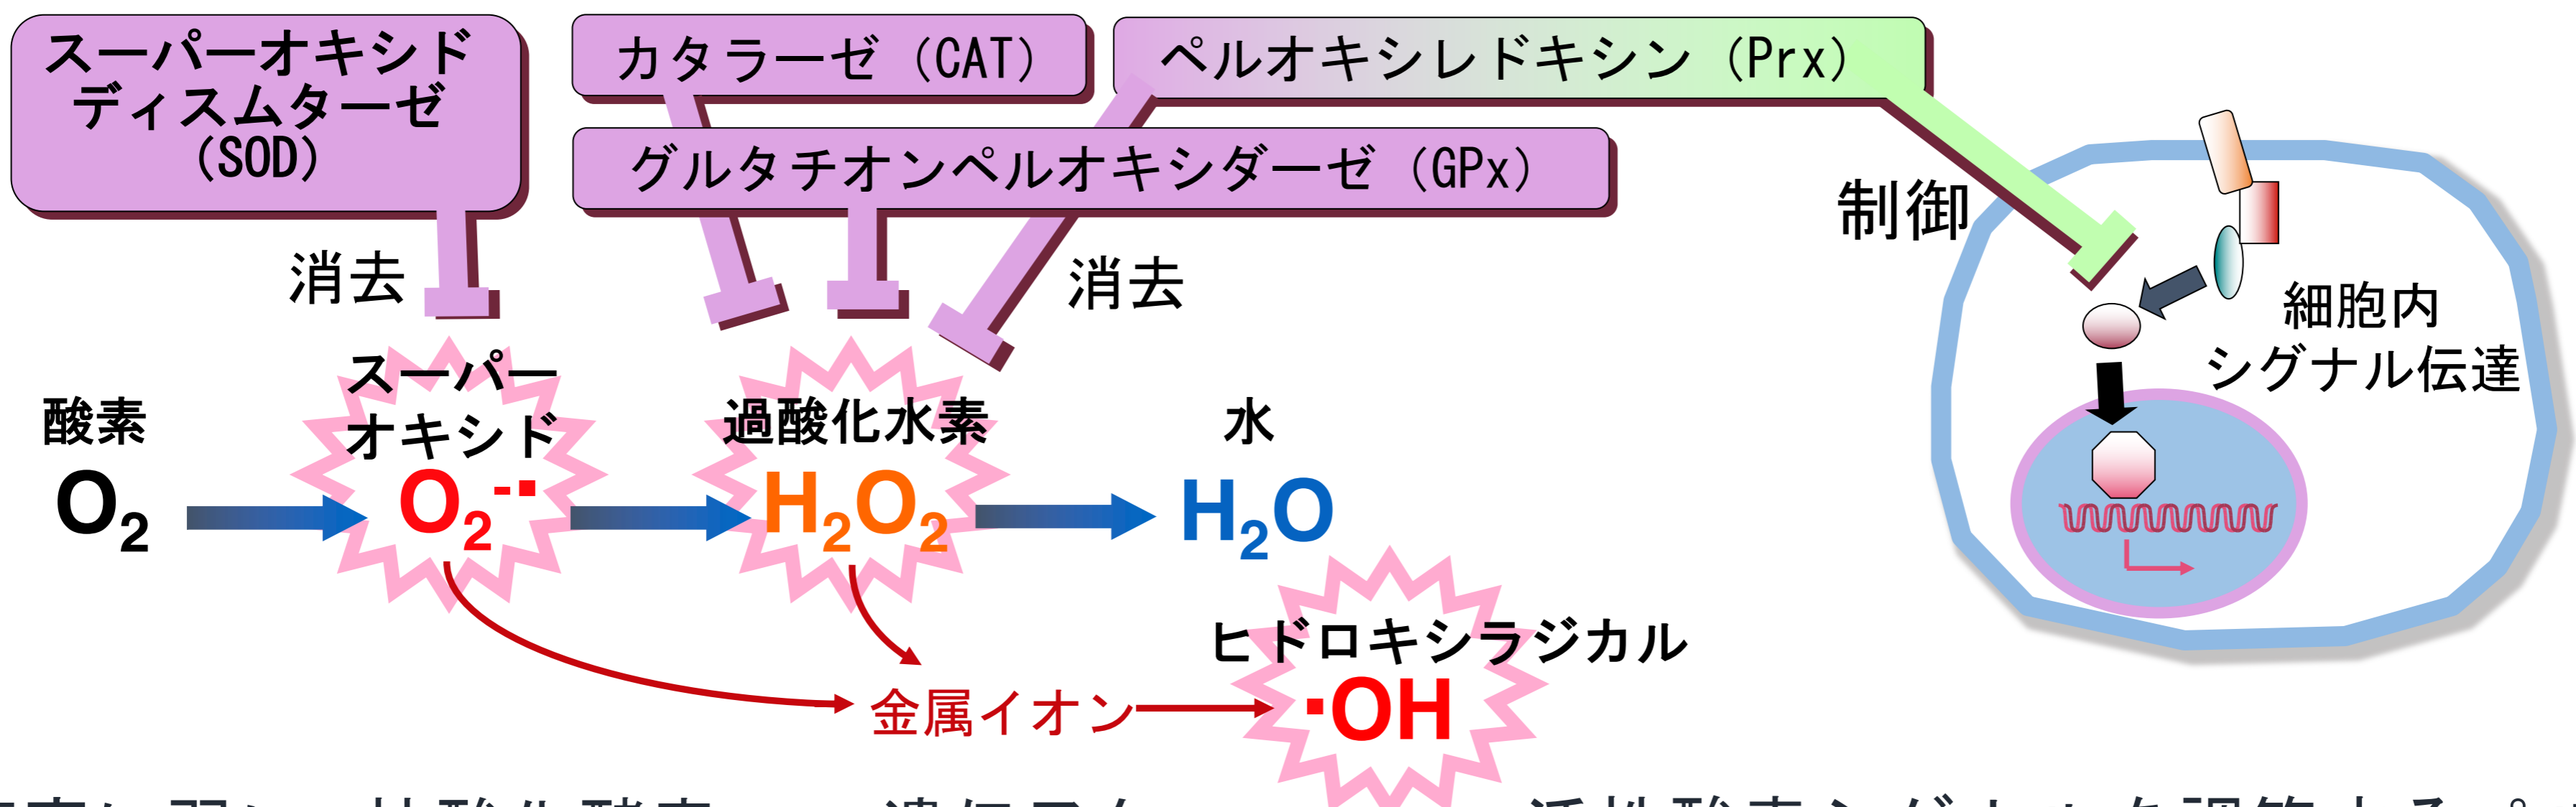 スーパーオキシド
ディスムターゼ
(SOD)
カタラーゼ (CAT)
ペルオキシレドキシン (Prx)
グルタチオンペルオキシダーゼ (GPx)
消去
消去
制御
細胞内
シグナル伝達
酸素
O₂
スーパー
オキシド
O₂⁻·
過酸化水素
H₂O₂
水
H₂O
金属イオン
ヒドロキシラジカル
·OH